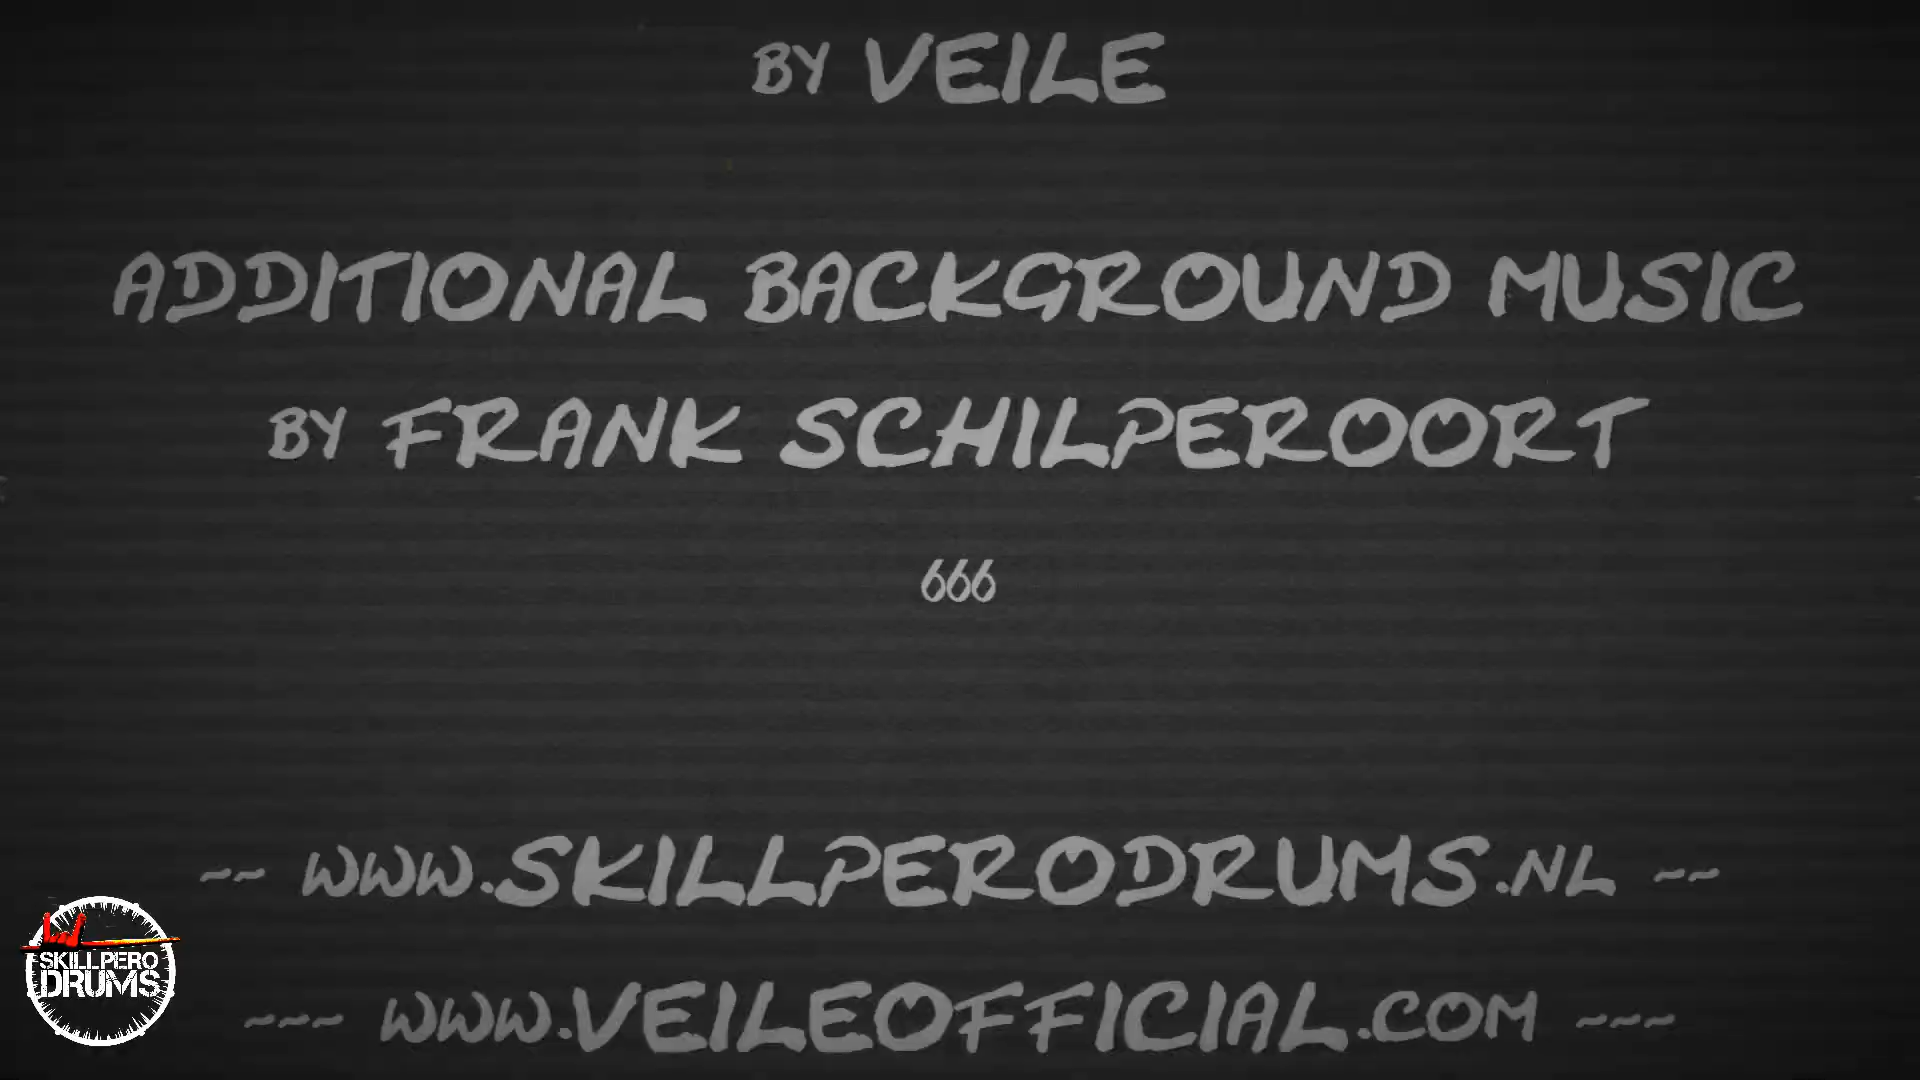 BY VEILE
ADDITIONAL BACKGROUND MUSIC
BY FRANK SCHILPEROORT
666
-- WWW.SKILLPERODRUMS.NL --
SKILLPERO
DRUMS
--- WWW.VEILEOFFICIAL.COM ---